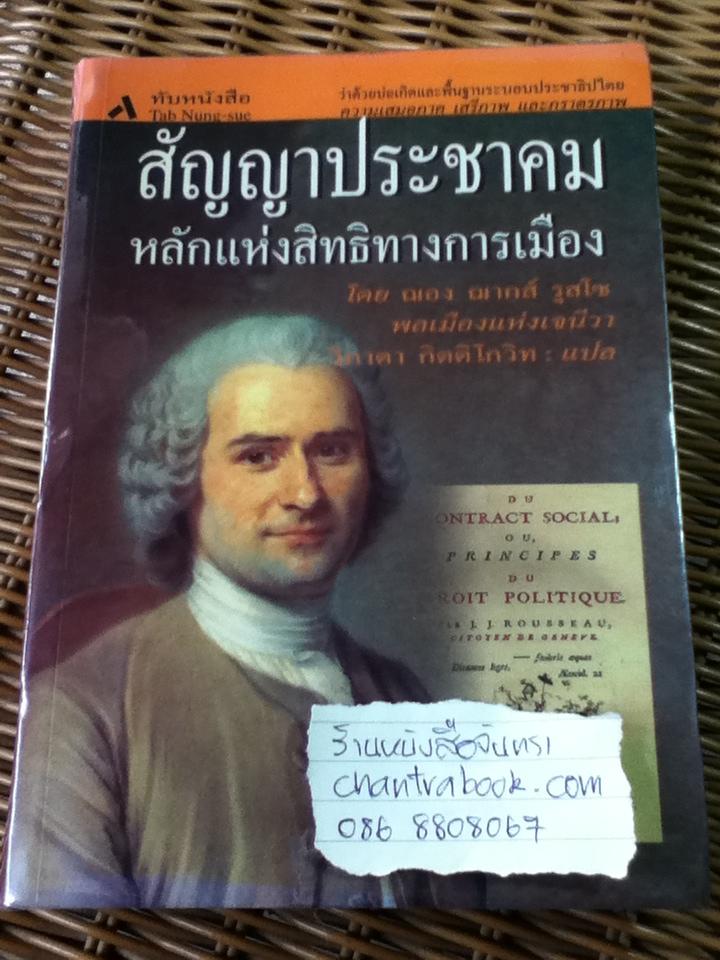 ทับหนังสือ
Tab Nung-sue
ว่าด้วยบ่อเกิดและพื้นฐานระบอบประชาธิปไตย
ความเสมอภาค เสรีภาพ และภราดรภาพ
สัญญาประชาคม
หลักแห่งสิทธิทางการเมือง
โดย ฌอง ฌากส์ รูสโซ
พลเมืองแห่งเจนีวา
วิภาดา กิตติโกวิท : แปล
DU
ONTRACT SOCIAL;
OU,
PRINCIPES
DU
ROIT POLITIQUE
J. J. ROUSSEAU,
CITOYEN DE GENEVE
— fœderis æquas
Dicamus leges.
Æneid.
ร้านหนังสือจันทรา
chantrabook.com
086 8808067